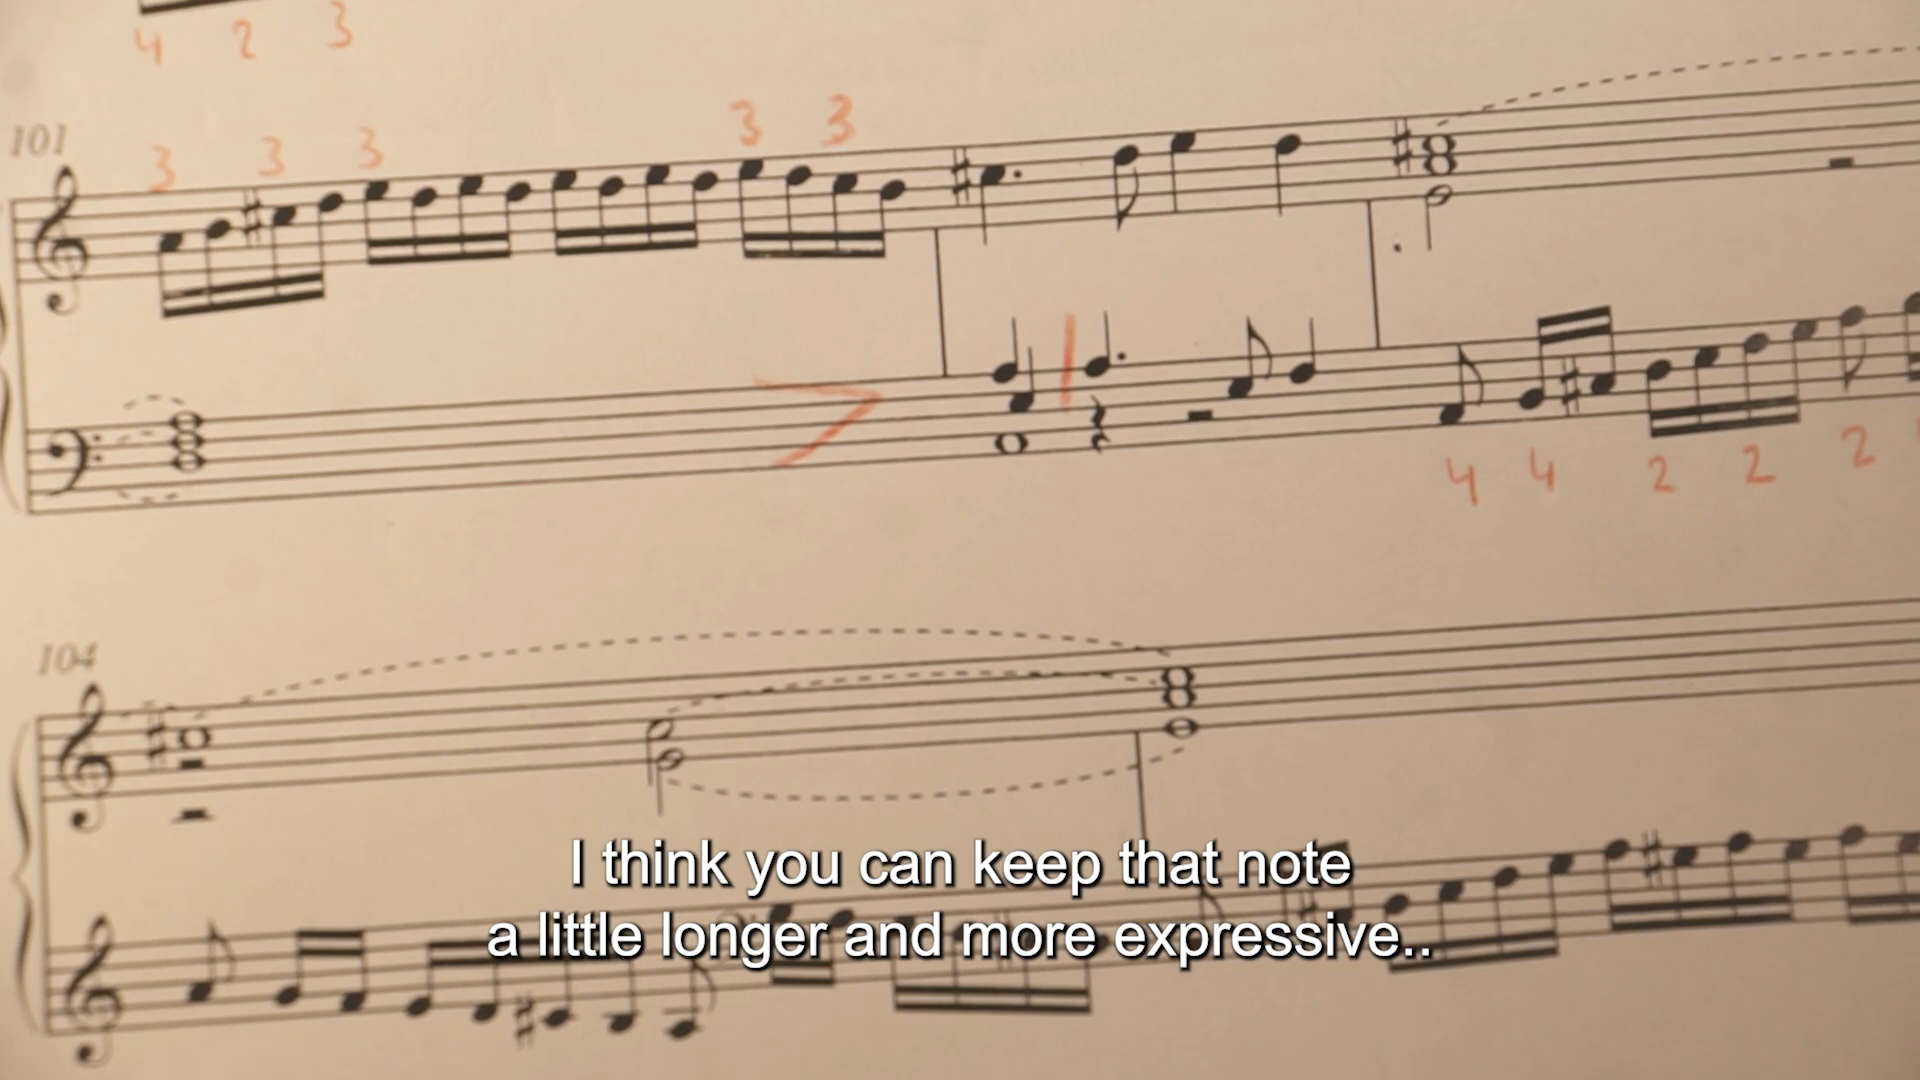 4 2 3
101
3 3 3 3 3
4 4 2 2 2
104
I think you can keep that note
a little longer and more expressive..